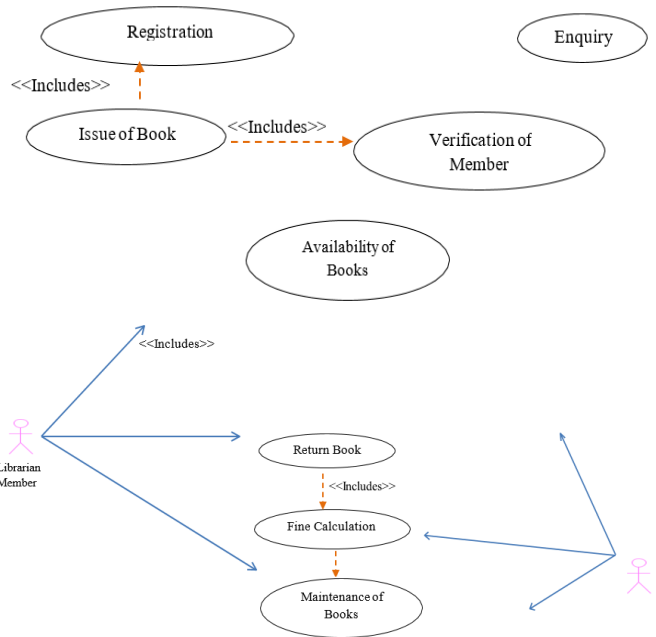 Registration
Enquiry
<<Includes>>
Issue of Book
<<Includes>>
Verification of
Member
Availability of
Books
<<Includes>>
Librarian
Member
Return Book
<<Includes>>
Fine Calculation
Maintenance of
Books